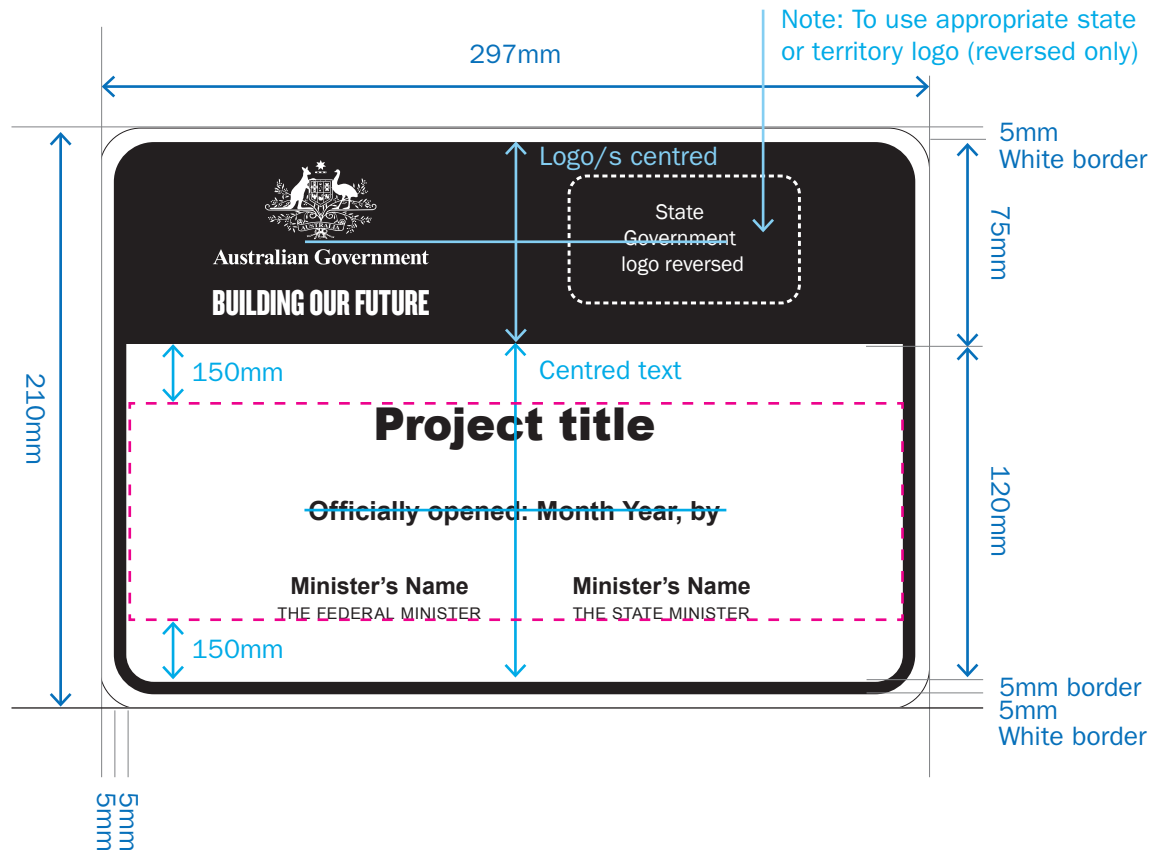 Note: To use appropriate state
or territory logo (reversed only)
297mm
5mm
White border
Logo/s centred
State
Government
logo reversed
AUSTRALIA
Australian Government
BUILDING OUR FUTURE
75mm
150mm
Centred text
210mm
Project title
120mm
Officially opened: Month Year, by
Minister’s Name
THE FEDERAL MINISTER
Minister’s Name
THE STATE MINISTER
150mm
5mm border
5mm
White border
5mm
5mm